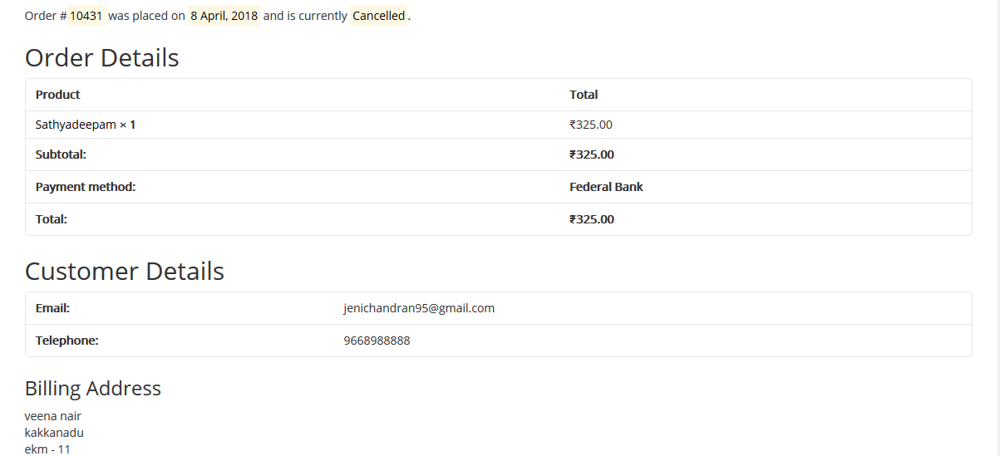 Order #10431 was placed on 8 April, 2018 and is currently Cancelled.
Order Details
Product Total
Sathyadeepam × 1 ₹325.00
Subtotal: ₹325.00
Payment method: Federal Bank
Total: ₹325.00
Customer Details
Email: jenichandran95@gmail.com
Telephone: 9668988888
Billing Address
veena nair
kakkanadu
ekm - 11